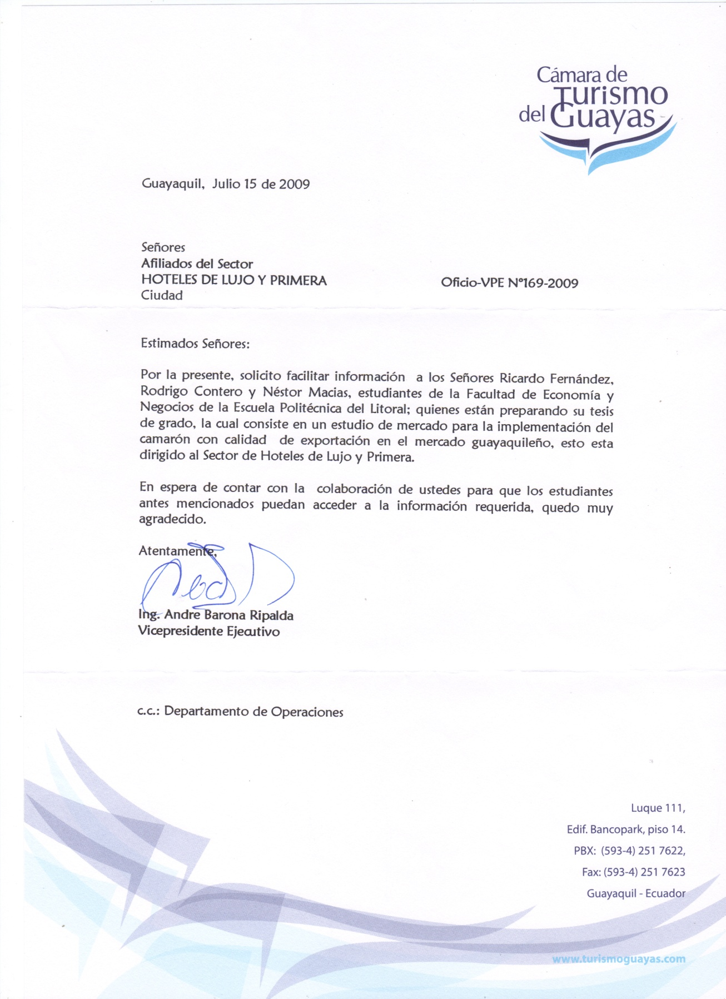 Cámara de
Turismo
del Guayas
Guayaquil, Julio 15 de 2009
Señores
Afiliados del Sector
HOTELES DE LUJO Y PRIMERA
Oficio-VPE Nº169-2009
Ciudad
Estimados Señores:
Por la presente, solicito facilitar información a los Señores Ricardo Fernández,
Rodrigo Contero y Néstor Macias, estudiantes de la Facultad de Economía y
Negocios de la Escuela Politécnica del Litoral; quienes están preparando su tesis
de grado, la cual consiste en un estudio de mercado para la implementación del
camarón con calidad de exportación en el mercado guayaquileño, esto esta
dirigido al Sector de Hoteles de Lujo y Primera.
En espera de contar con la colaboración de ustedes para que los estudiantes
antes mencionados puedan acceder a la información requerida, quedo muy
agradecido.
Atentamente,
Ing. Andre Barona Ripalda
Vicepresidente Ejecutivo
c.c.: Departamento de Operaciones
Luque 111,
Edif. Bancopark, piso 14.
PBX: (593-4) 251 7622,
Fax: (593-4) 251 7623
Guayaquil - Ecuador
www.turismoguayas.com